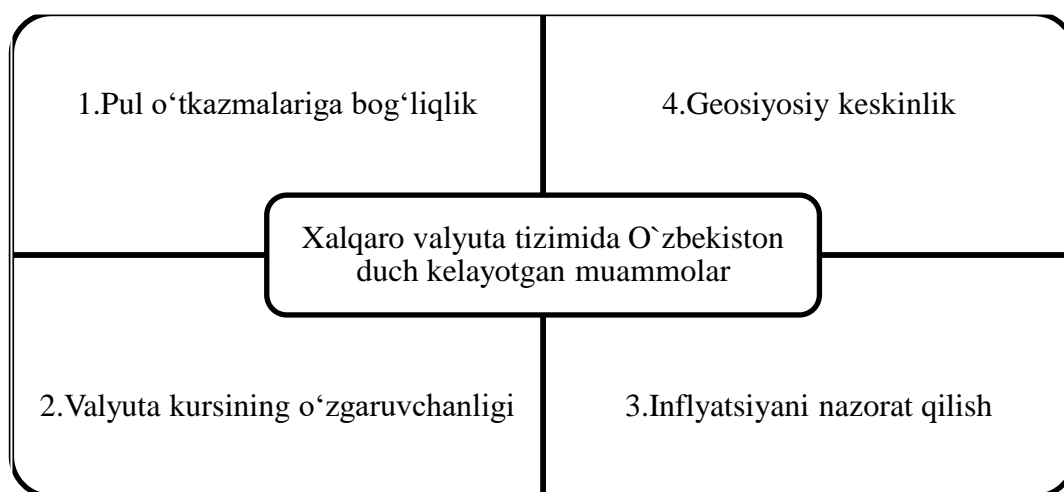 1.Pul o‘tkazmalariga bog‘liqlik
4.Geosiyosiy keskinlik
Xalqaro valyuta tizimida O`zbekiston
duch kelayotgan muammolar
2.Valyuta kursining o‘zgaruvchanligi
3.Inflyatsiyani nazorat qilish